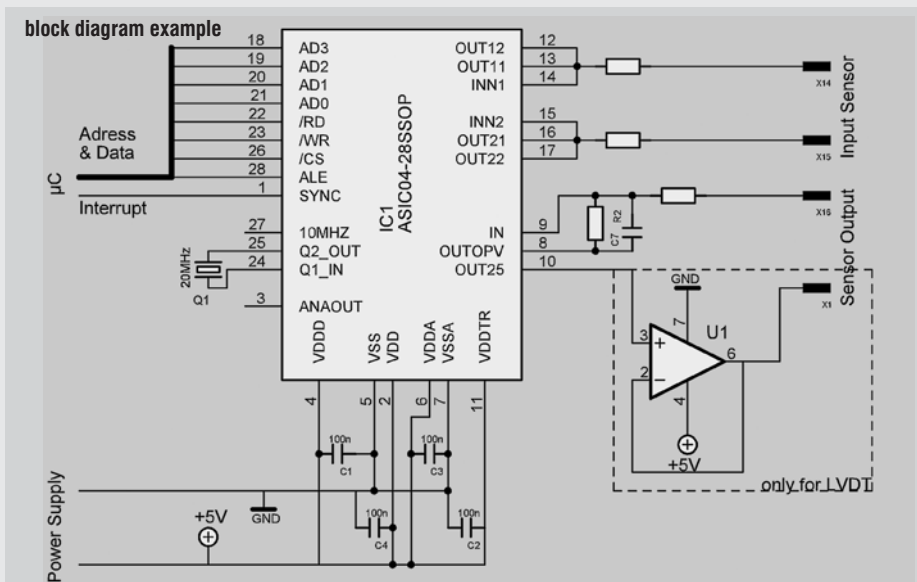 block diagram example
18 AD3
19 AD2
20 AD1
21 AD0
22 /RD
23 /WR
26 /CS
28 ALE
1 SYNC
27 10MHZ
25 Q2_OUT
24 Q1_IN
3 ANAOUT
Adress
& Data
µC
Interrupt
20MHz
Q1
IC1
ASIC04-28SSOP
OUT12 12
OUT11 13
INN1 14
INN2 15
OUT21 16
OUT22 17
IN 9
OUTOPV 8
OUT25 10
X14
X15
Input Sensor
R2
C7
X16
X1
Sensor Output
GND
7
U1
3
+
2
−
6
4
+5V
only for LVDT
VDDD
VSS
VDD
VDDA
VSSA
VDDTR
4
5
2
6
7
11
100n
C1
100n
C3
100n
C4
100n
C2
GND
+5V
Power Supply